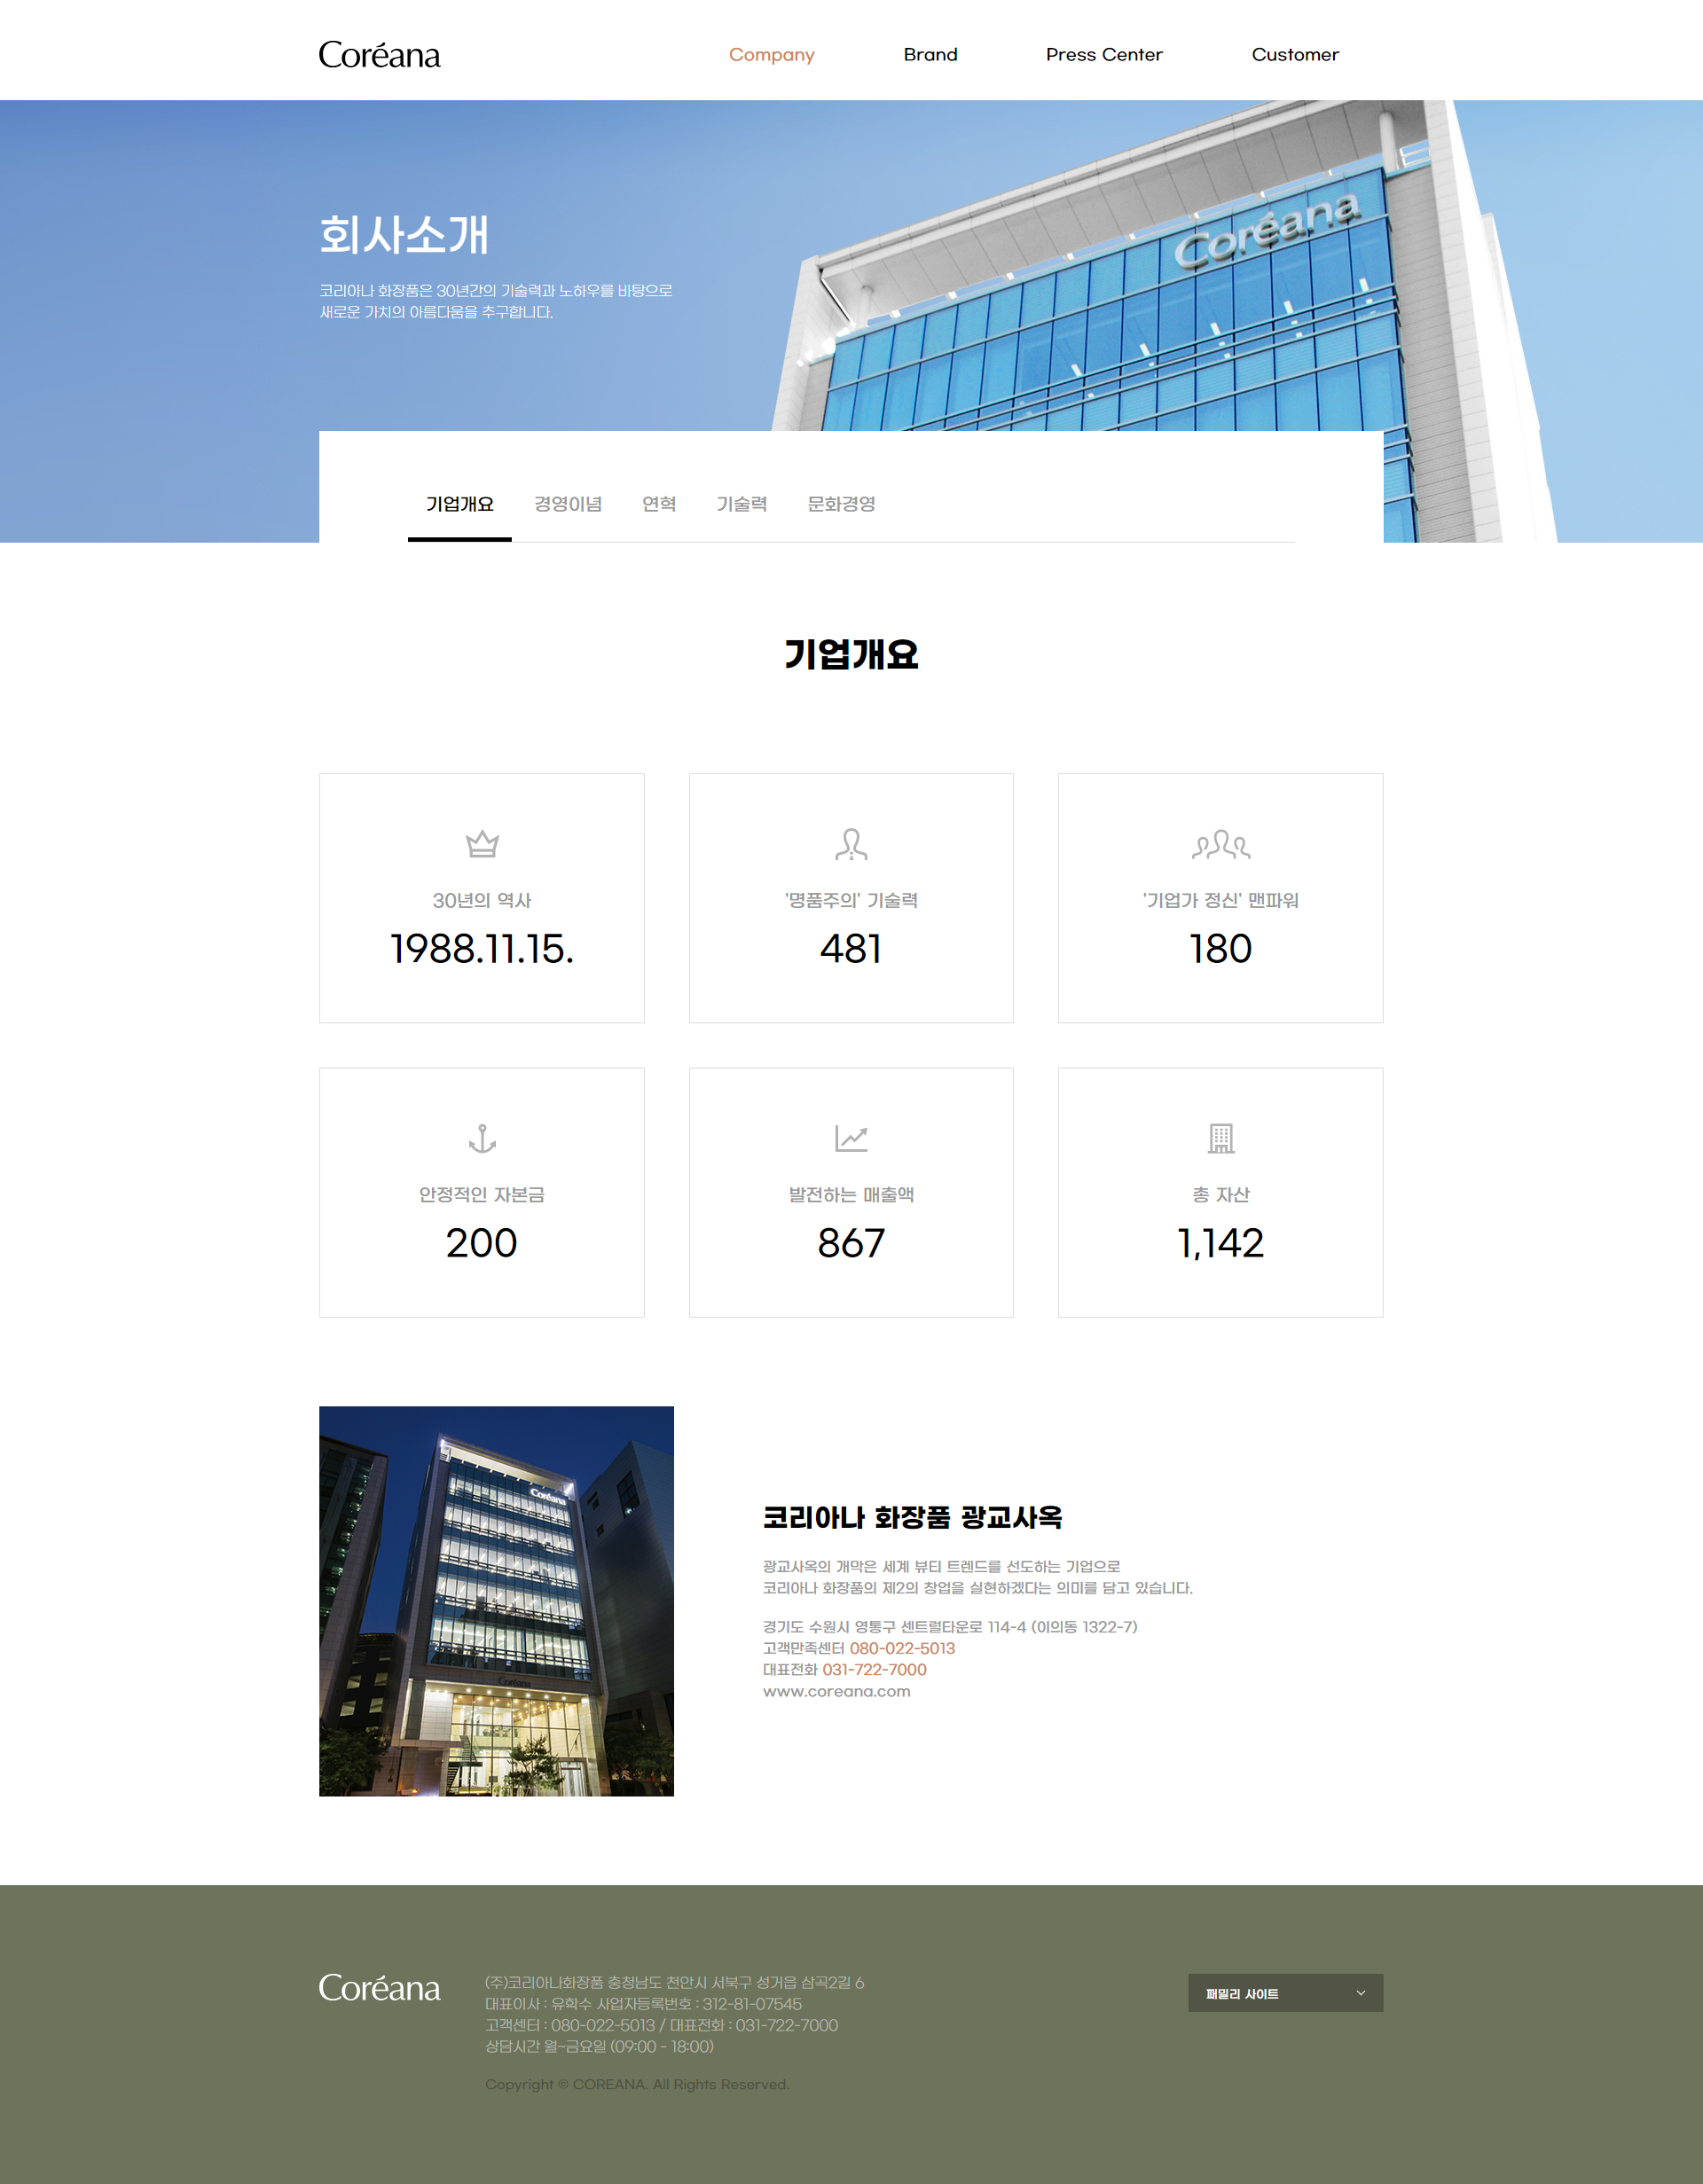 Coréana
Company
Brand
Press Center
Customer
Coréana
회사소개
코리아나 화장품은 30년간의 기술력과 노하우를 바탕으로
새로운 가치의 아름다움을 추구합니다.
기업개요
경영이념
연혁
기술력
문화경영
기업개요
30년의 역사
1988.11.15.
'명품주의' 기술력
481
'기업가 정신' 맨파워
180
안정적인 자본금
200
발전하는 매출액
867
총 자산
1,142
Coréana
Coréana
코리아나 화장품 광교사옥
광교사옥의 개막은 세계 뷰티 트렌드를 선도하는 기업으로
코리아나 화장품의 제2의 창업을 실현하겠다는 의미를 담고 있습니다.
경기도 수원시 영통구 센트럴타운로 114-4 (이의동 1322-7)
고객만족센터 080-022-5013
대표전화 031-722-7000
www.coreana.com
Coréana
(주)코리아나화장품 충청남도 천안시 서북구 성거읍 삼곡2길 6
대표이사 : 유학수 사업자등록번호 : 312-81-07545
고객센터 : 080-022-5013 / 대표전화 : 031-722-7000
상담시간 월~금요일 (09:00 - 18:00)
Copyright © COREANA. All Rights Reserved.
패밀리 사이트